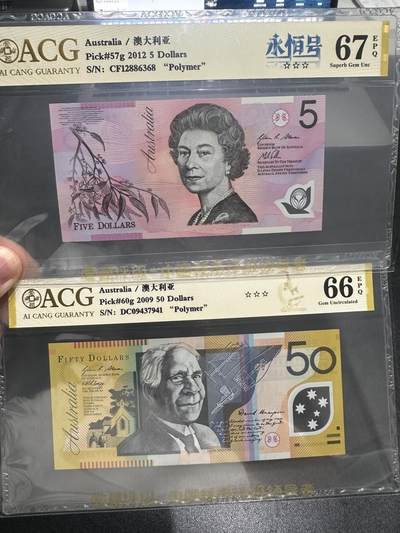 ACG
AI CANG GUARANTY
Australia / 澳大利亚
Pick#57g 2012 5 Dollars
S/N: CF12886368 "Polymer"
永恒号
☆☆☆
67 EPQ
Superb Gem Unc
Australia
5
FIVE DOLLARS
ACG
AI CANG GUARANTY
Australia / 澳大利亚
Pick#60g 2009 50 Dollars
S/N: DC09437941 "Polymer"
☆☆☆
66 EPQ
Gem Uncirculated
FIFTY DOLLARS
Australia
50
David Unaipon